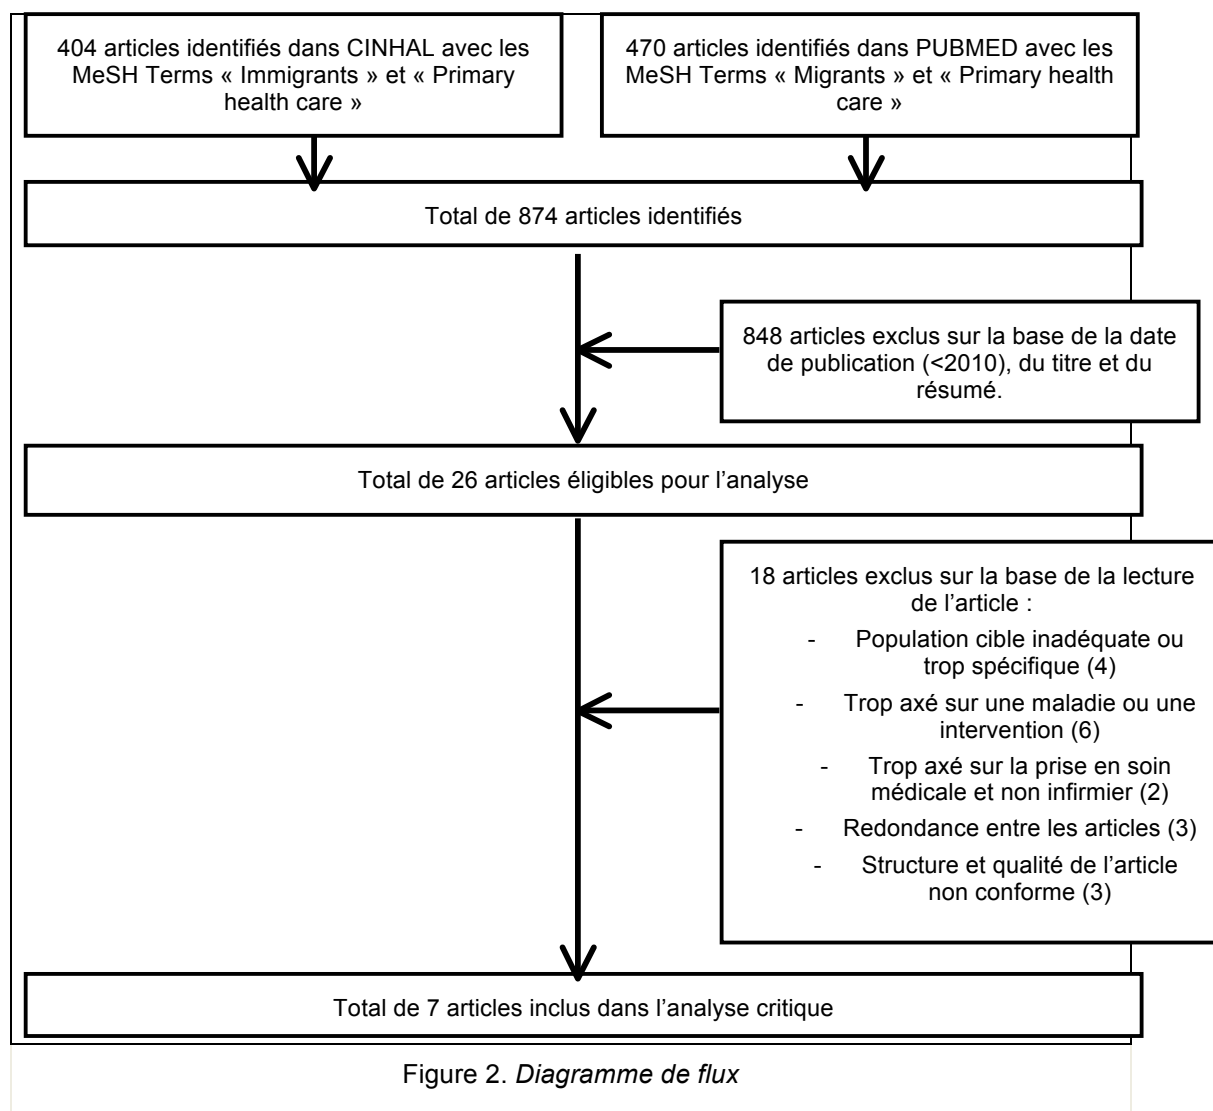 404 articles identifiés dans CINHAL avec les
MeSH Terms « Immigrants » et « Primary
health care »
470 articles identifiés dans PUBMED avec les
MeSH Terms « Migrants » et « Primary health
care »
Total de 874 articles identifiés
848 articles exclus sur la base de la date
de publication (<2010), du titre et du
résumé.
Total de 26 articles éligibles pour l’analyse
18 articles exclus sur la base de la lecture
de l’article :
- Population cible inadéquate ou
trop spécifique (4)
- Trop axé sur une maladie ou une
intervention (6)
- Trop axé sur la prise en soin
médicale et non infirmier (2)
- Redondance entre les articles (3)
- Structure et qualité de l’article
non conforme (3)
Total de 7 articles inclus dans l’analyse critique
Figure 2. Diagramme de flux